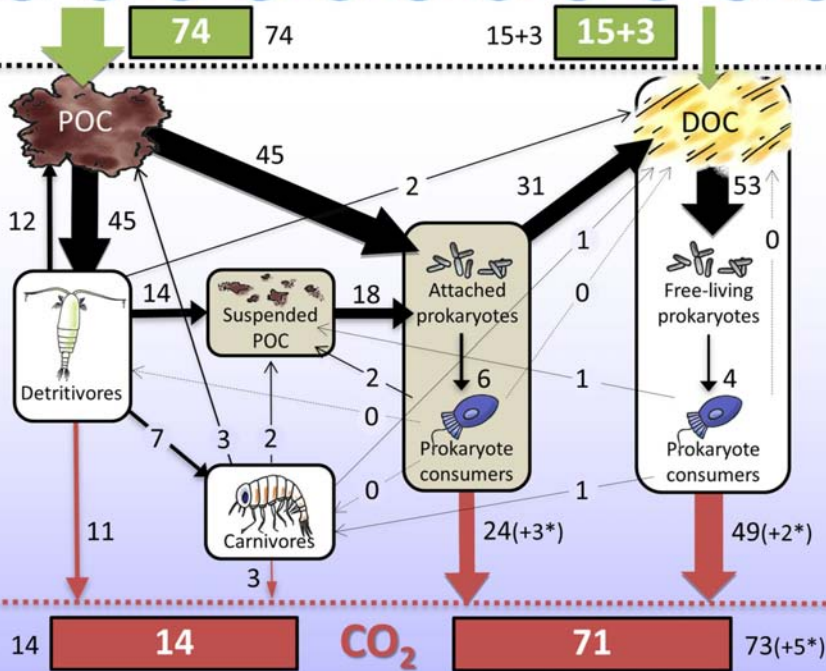 74
74
15+3
15+3
POC
DOC
45
2
31
53
12
45
1
0
14
18
0
Suspended
POC
Attached
prokaryotes
Free-living
prokaryotes
Detritivores
2
6
1
4
0
7
3
2
Prokaryote
consumers
Prokaryote
consumers
0
1
Carnivores
11
3
24(+3*)
49(+2*)
14
14
CO2
71
73(+5*)